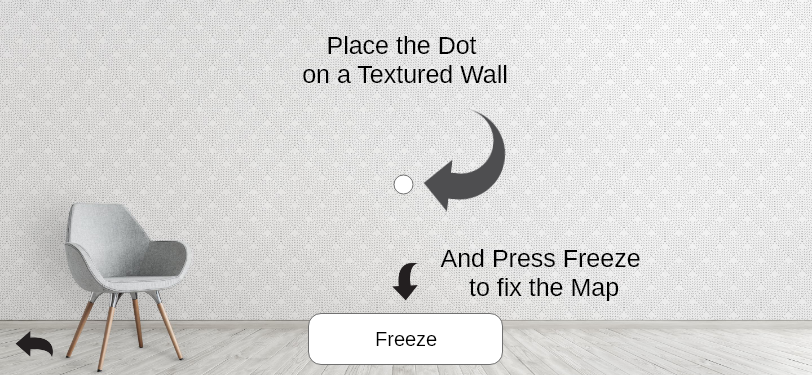 Place the Dot
on a Textured Wall
And Press Freeze
to fix the Map
Freeze